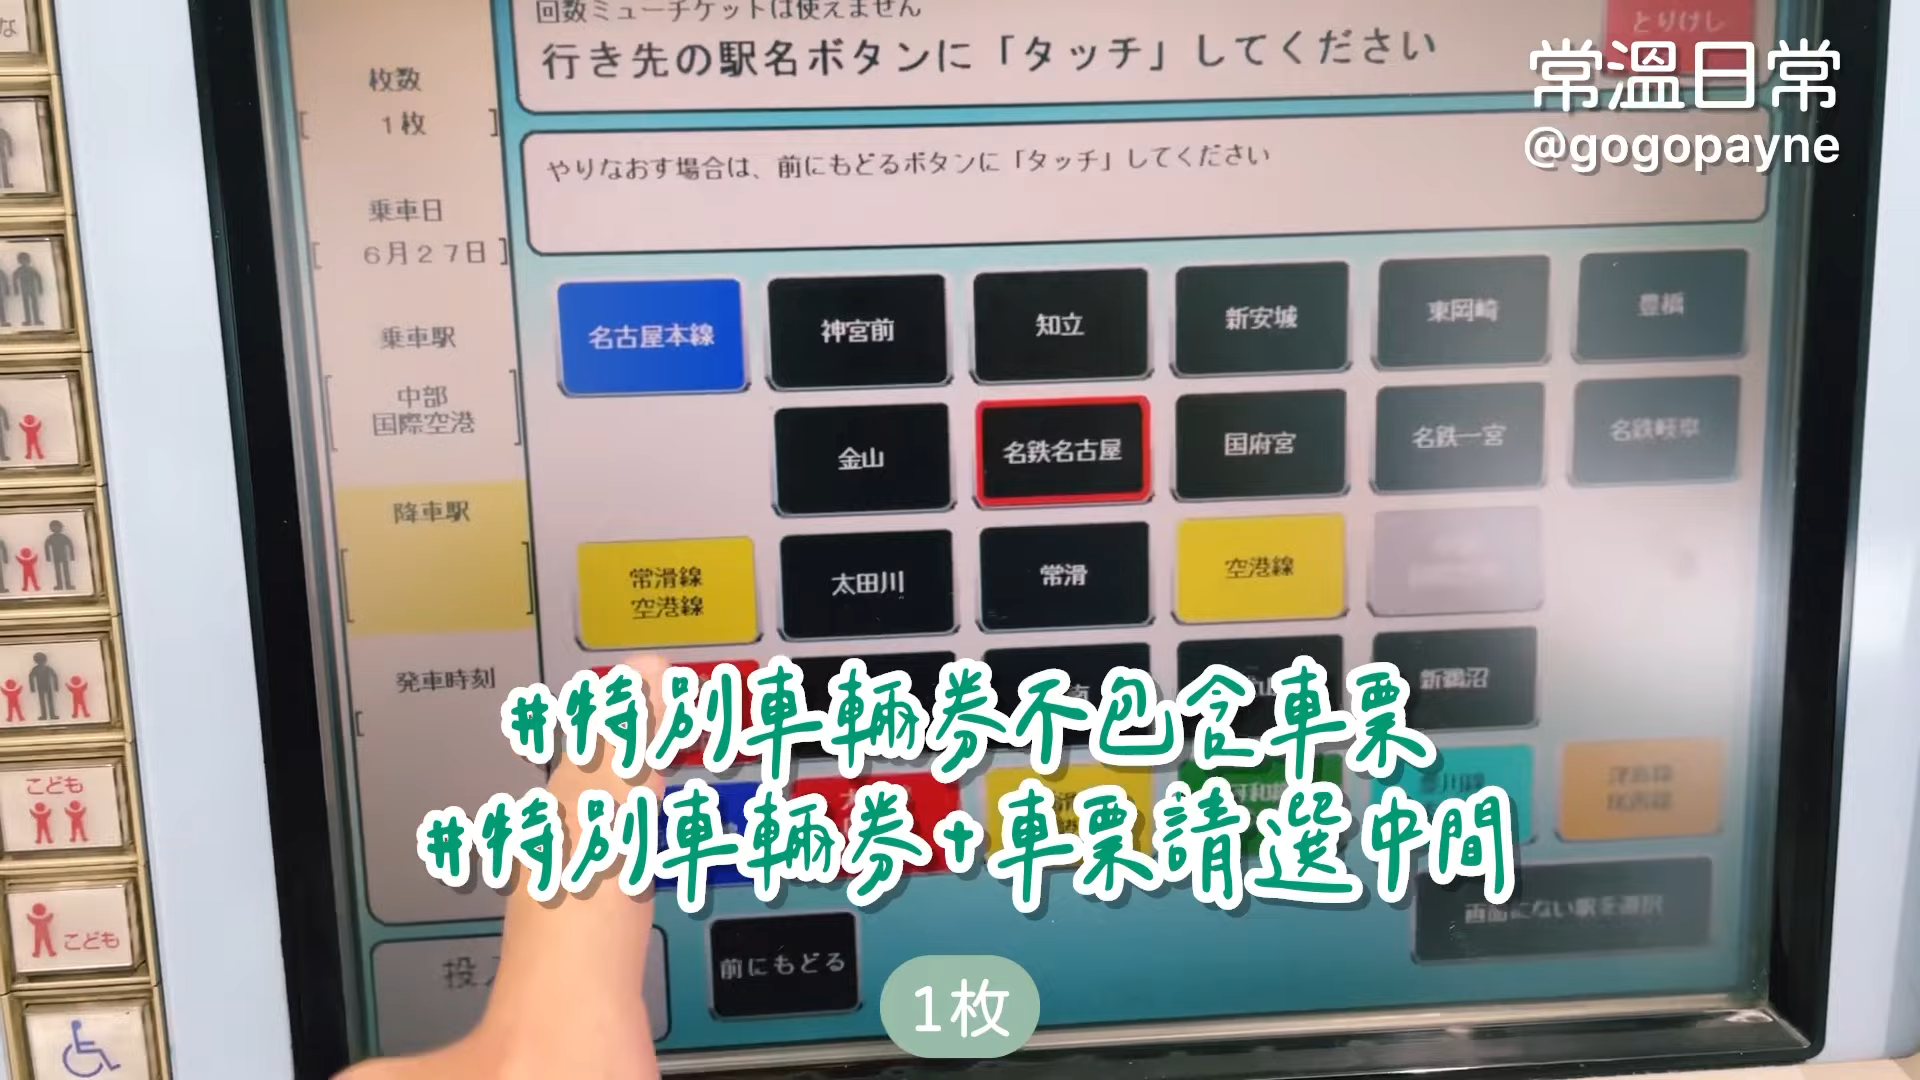 回数ミューチケットは使えません
行き先の駅名ボタンに「タッチ」してください
とりけし
常溫日常
@gogopayne
やりなおす場合は、前にもどるボタンに「タッチ」してください
枚数
[ 1枚 ]
乗車日
[ 6月27日 ]
乗車駅
中部
国際空港
降車駅
発車時刻
名古屋本線
神宮前
知立
新安城
東岡崎
豊橋
金山
名鉄名古屋
国府宮
名鉄一宮
名鉄岐阜
常滑線
空港線
太田川
常滑
空港線
新鵜沼
#特別車輛券不包含車票
#特別車輛券+車票請選中間
画面にない駅を選択
前にもどる
1枚
こども
こども